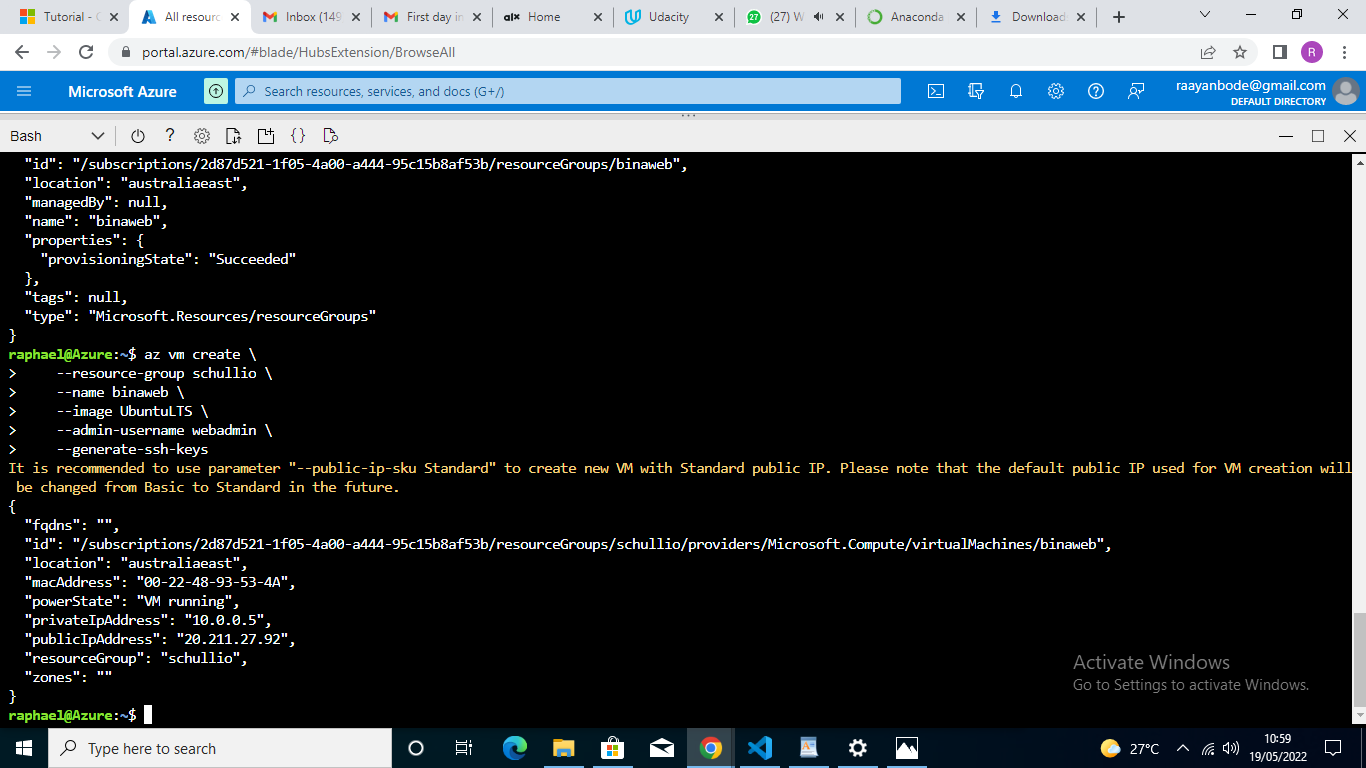 Tutorial - C
All resourc
Inbox (149
First day in
alx Home
Udacity
27 (27) W
Anaconda
Download
portal.azure.com/#blade/HubsExtension/BrowseAll
R
Microsoft Azure
Search resources, services, and docs (G+/)
raayanbode@gmail.com
DEFAULT DIRECTORY
Bash
"id": "/subscriptions/2d87d521-1f05-4a00-a444-95c15b8af53b/resourceGroups/binaweb",
"location": "australiaeast",
"managedBy": null,
"name": "binaweb",
"properties": {
"provisioningState": "Succeeded"
},
"tags": null,
"type": "Microsoft.Resources/resourceGroups"
}
raphael@Azure:~$ az vm create \
> --resource-group schullio \
> --name binaweb \
> --image UbuntuLTS \
> --admin-username webadmin \
> --generate-ssh-keys
It is recommended to use parameter "--public-ip-sku Standard" to create new VM with Standard public IP. Please note that the default public IP used for VM creation will
be changed from Basic to Standard in the future.
{
"fqdns": "",
"id": "/subscriptions/2d87d521-1f05-4a00-a444-95c15b8af53b/resourceGroups/schullio/providers/Microsoft.Compute/virtualMachines/binaweb",
"location": "australiaeast",
"macAddress": "00-22-48-93-53-4A",
"powerState": "VM running",
"privateIpAddress": "10.0.0.5",
"publicIpAddress": "20.211.27.92",
"resourceGroup": "schullio",
"zones": ""
}
raphael@Azure:~$
Activate Windows
Go to Settings to activate Windows.
Type here to search
27°C
10:59
19/05/2022